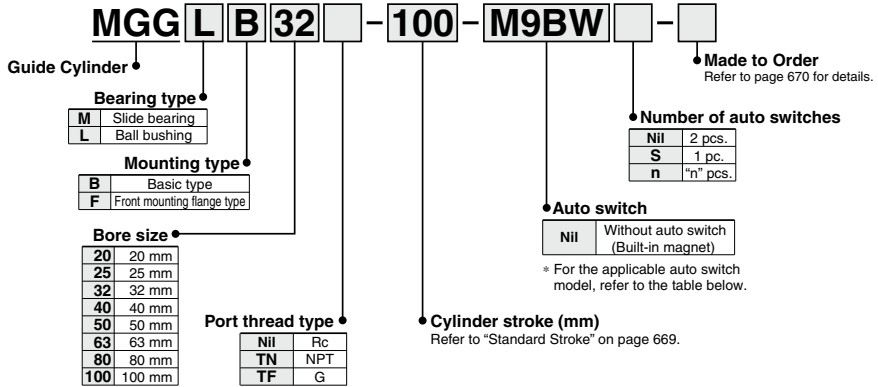 MGG L B 32 – 100 – M9BW –
Guide Cylinder
Made to Order
Refer to page 670 for details.
Bearing type
M Slide bearing
L Ball bushing
Number of auto switches
Nil 2 pcs.
S 1 pc.
n “n” pcs.
Mounting type
B Basic type
F Front mounting flange type
Auto switch
Nil Without auto switch
(Built-in magnet)
∗ For the applicable auto switch
model, refer to the table below.
Bore size
20 20 mm
25 25 mm
32 32 mm
40 40 mm
50 50 mm
63 63 mm
80 80 mm
100 100 mm
Port thread type
Nil Rc
TN NPT
TF G
Cylinder stroke (mm)
Refer to “Standard Stroke” on page 669.